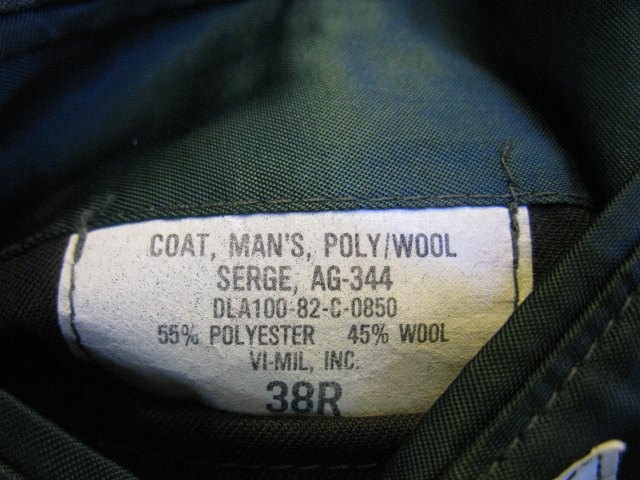 COAT, MAN'S, POLY/WOOL
SERGE, AG-344
DLA100-82-C-0850
55% POLYESTER 45% WOOL
VI-MIL, INC.
38R